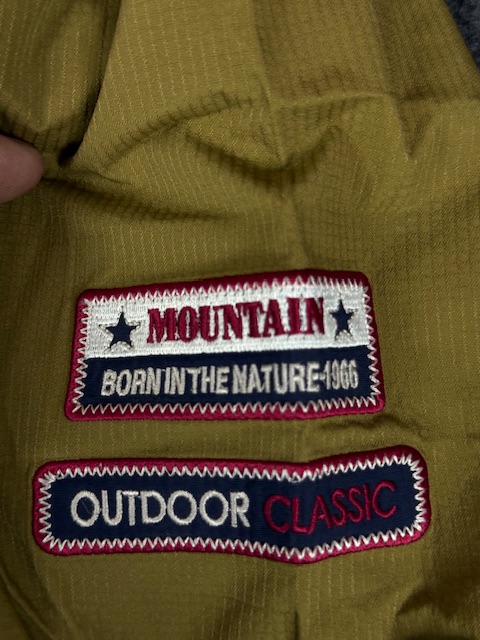 MOUNTAIN
BORN IN THE NATURE-1966
OUTDOOR CLASSIC